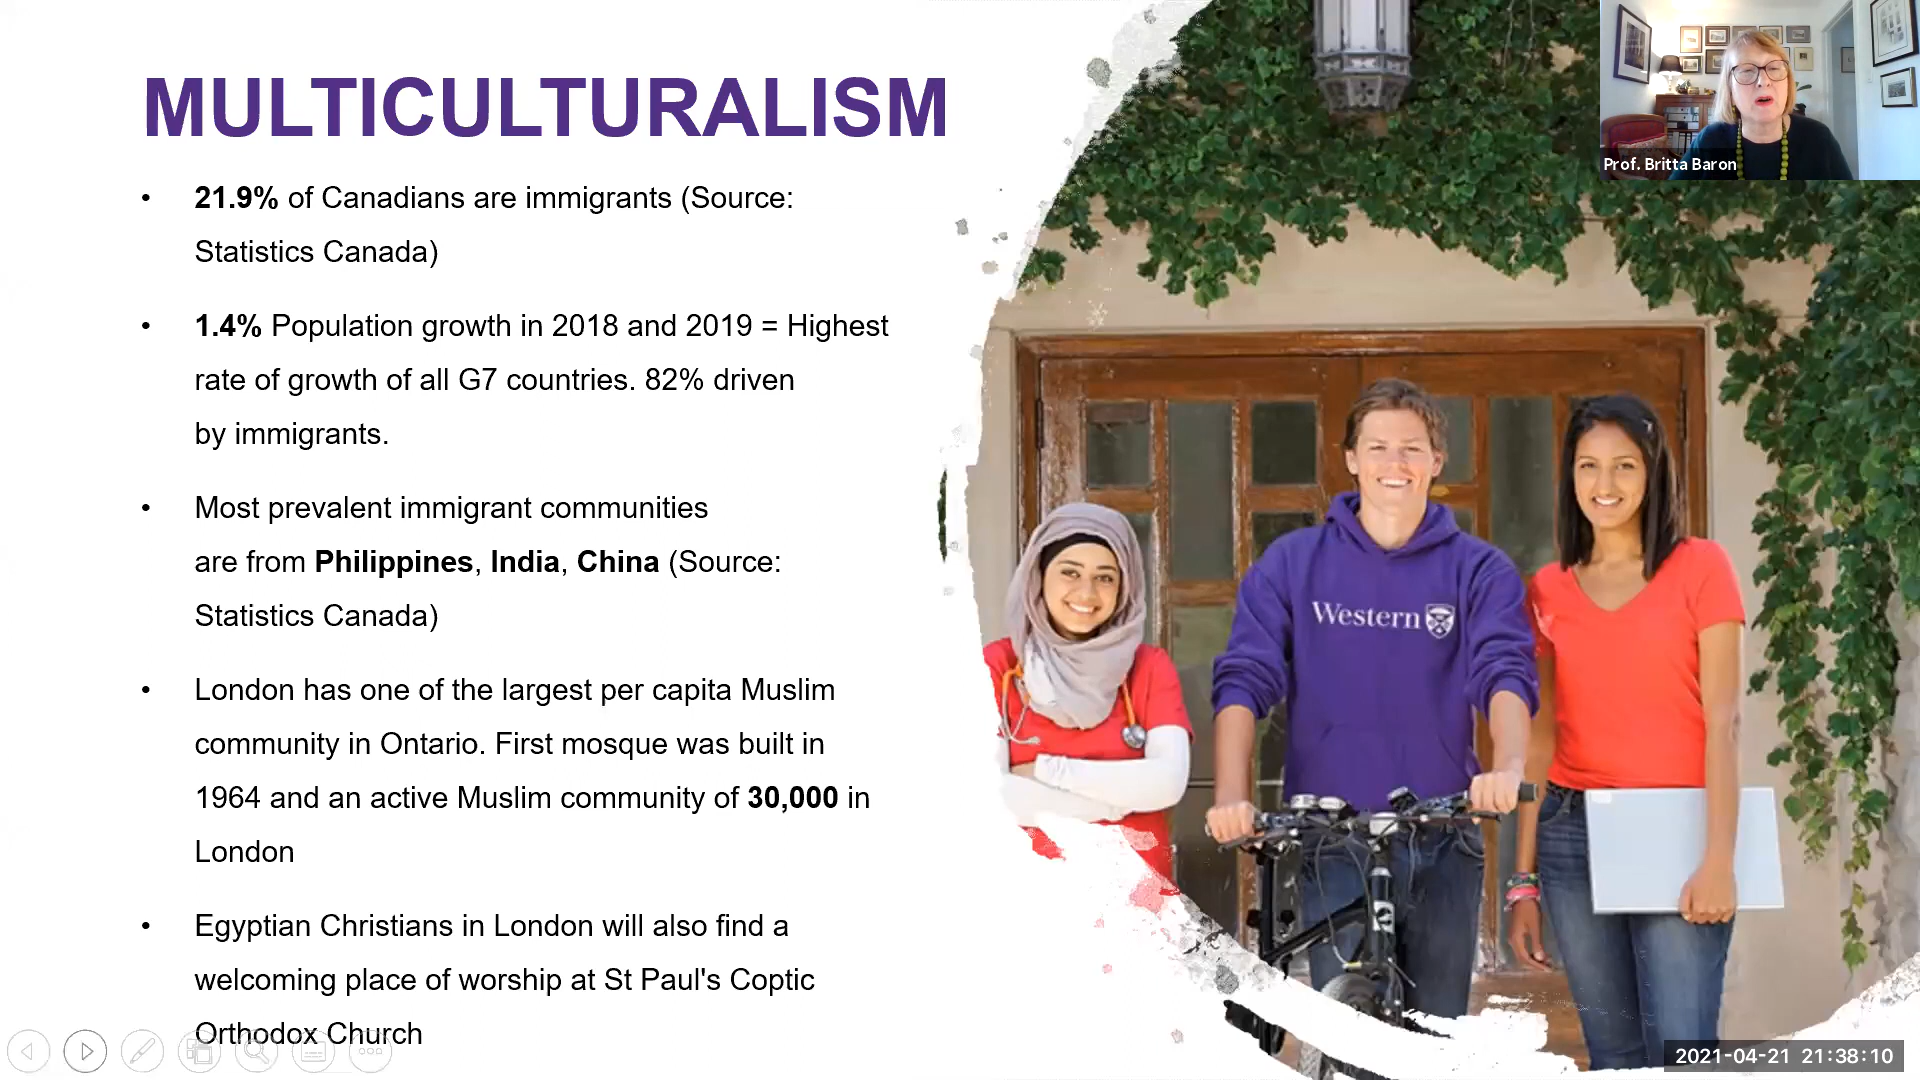 MULTICULTURALISM
• 21.9% of Canadians are immigrants (Source:
Statistics Canada)
• 1.4% Population growth in 2018 and 2019 = Highest
rate of growth of all G7 countries. 82% driven
by immigrants.
• Most prevalent immigrant communities
are from Philippines, India, China (Source:
Statistics Canada)
• London has one of the largest per capita Muslim
community in Ontario. First mosque was built in
1964 and an active Muslim community of 30,000 in
London
• Egyptian Christians in London will also find a
welcoming place of worship at St Paul's Coptic
Orthodox Church
Prof. Britta Baron
Western
2021-04-21 21:38:10